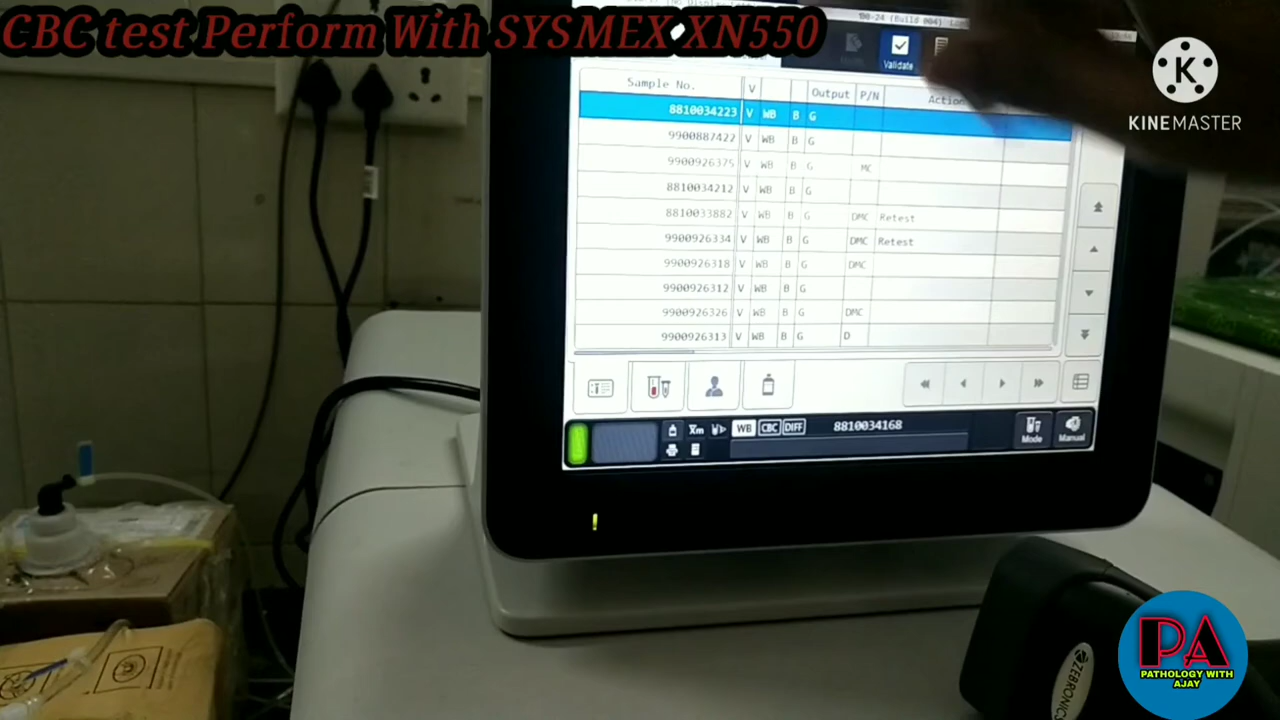 CBC test Perform With SYSMEX XN550
KINEMASTER
Validate
Sample No. V Output P/N Action
8810034223 V WB B G
9900887422 V WB B G
9900926375 V WB B G MC
8810034212 V WB B G
8810033882 V WB B G DMC Retest
9900926334 V WB B G DMC Retest
9900926318 V WB B G DMC
9900926312 V WB B G
9900926326 V WB B G DMC
9900926313 V WB B G D
WB CBC DIFF 8810034168
Mode Manual
ZEBRONICS
PA
PATHOLOGY WITH
AJAY